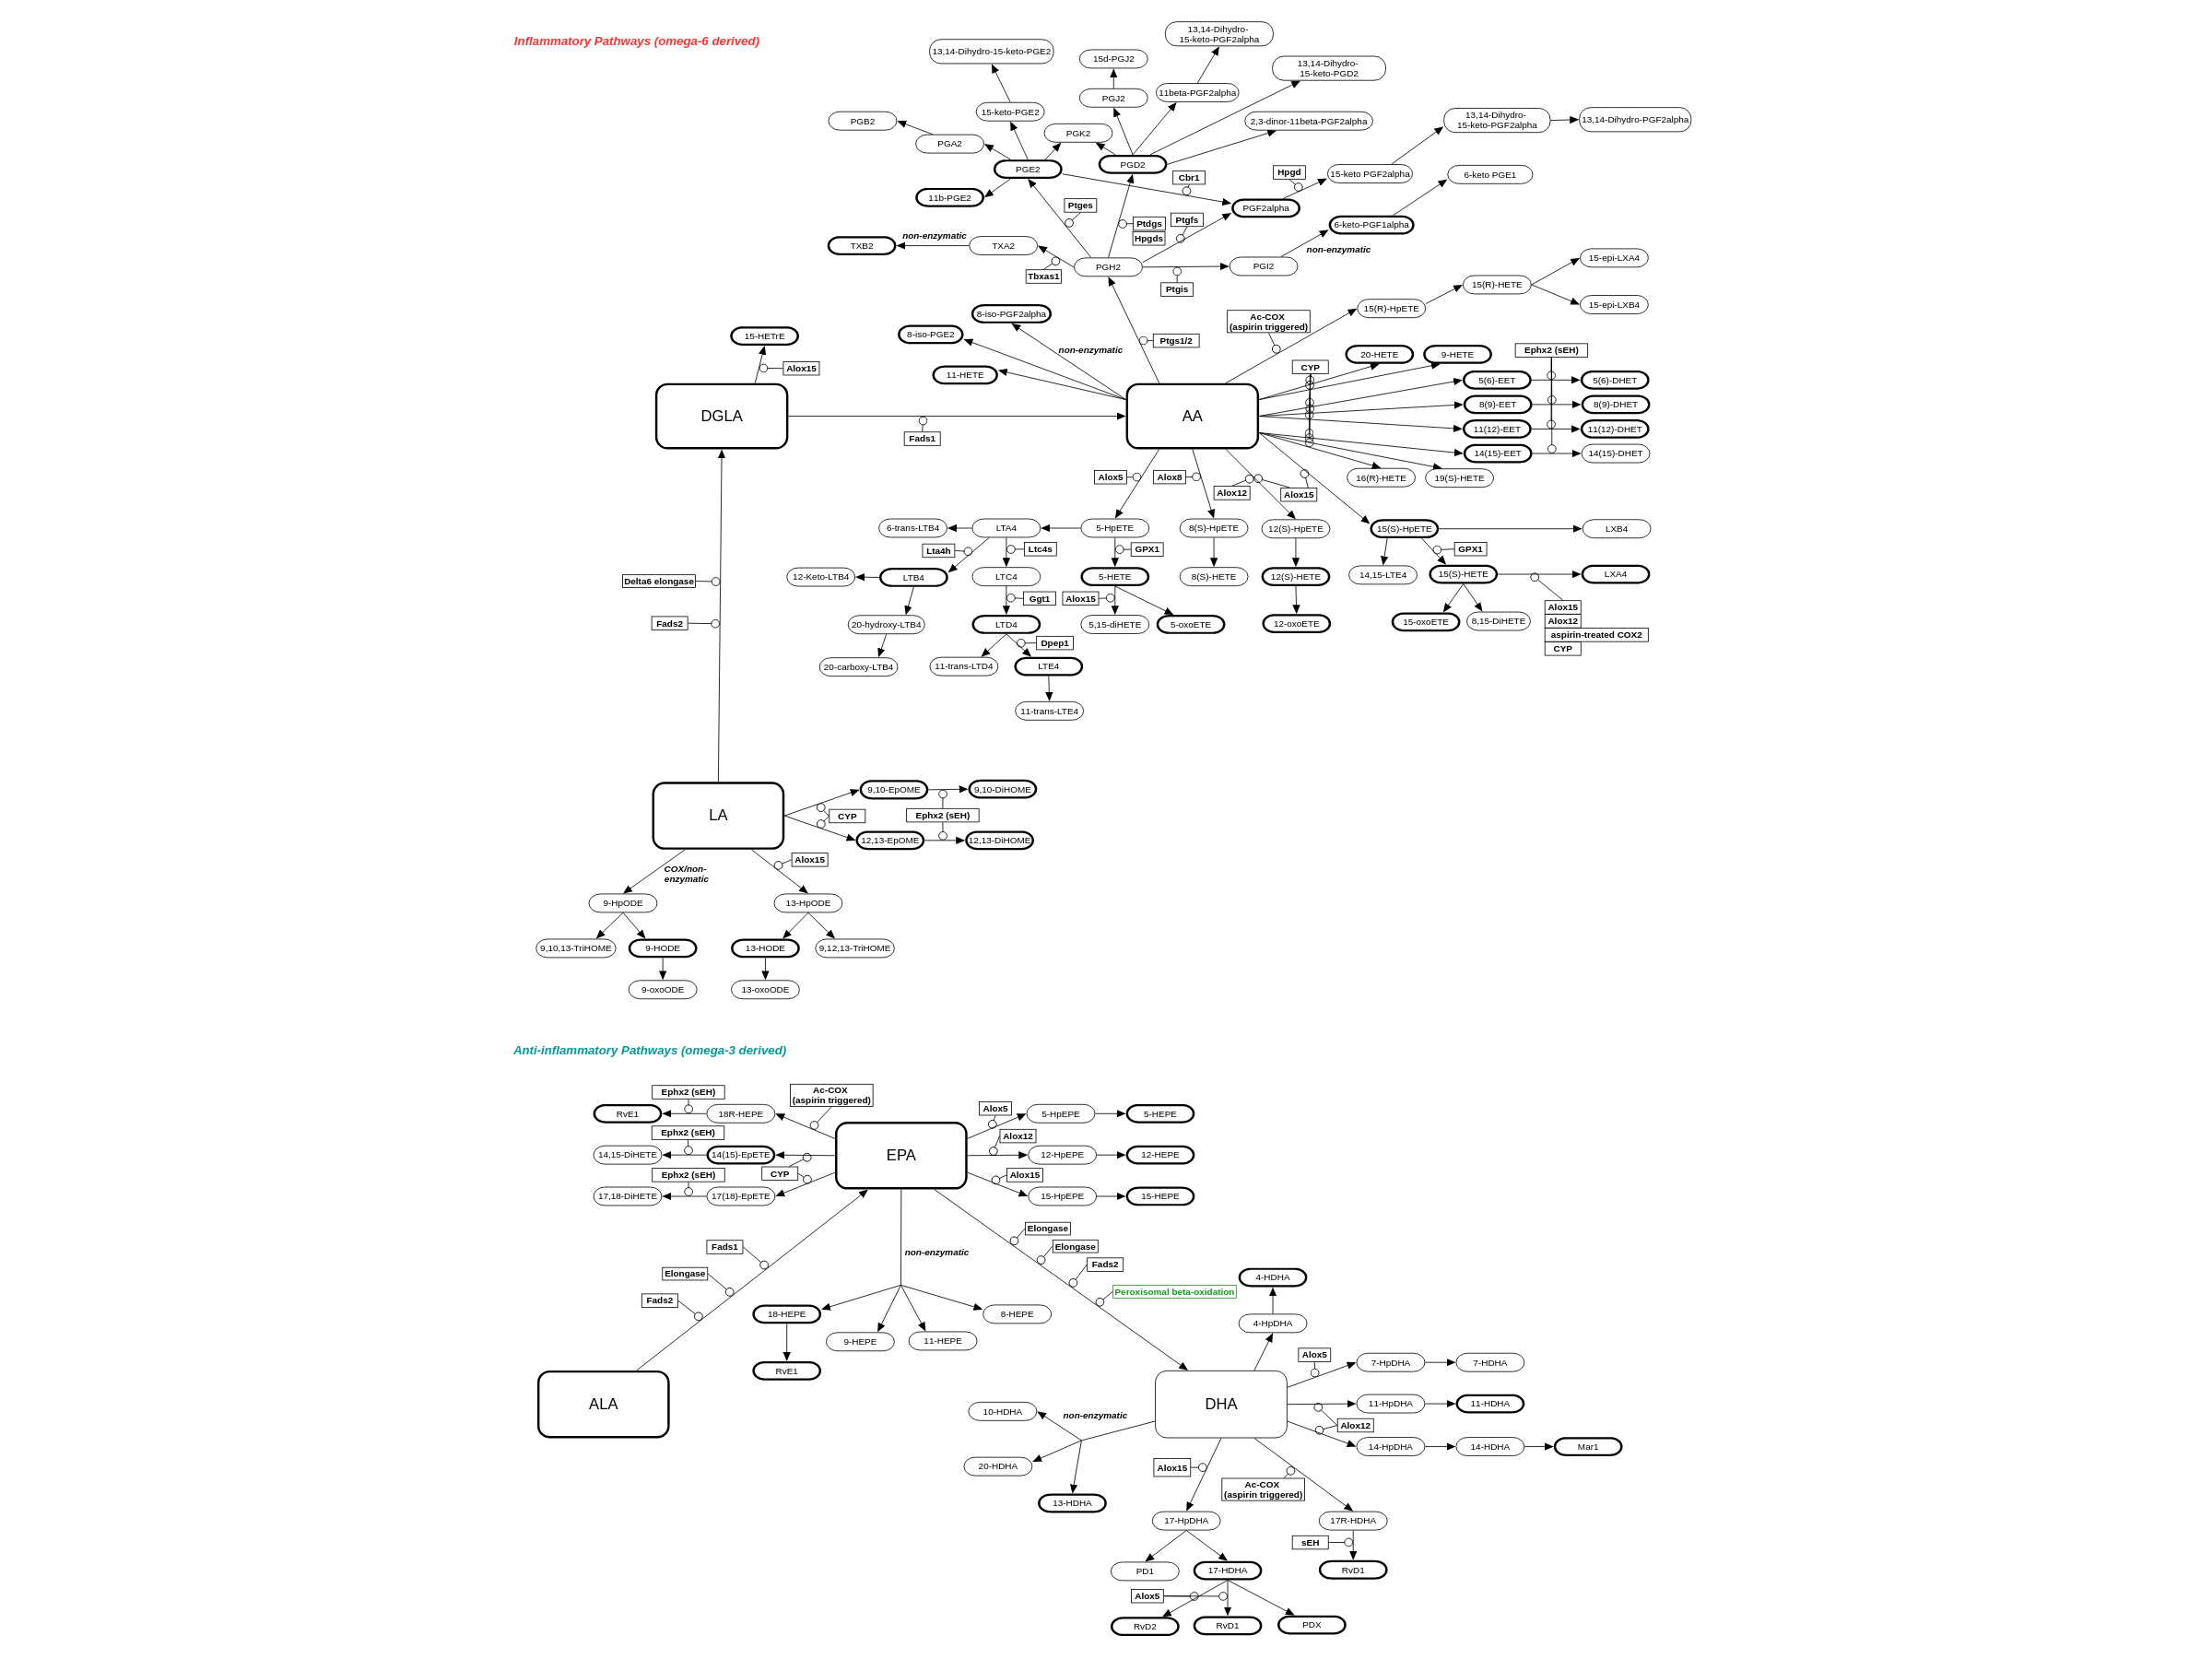 Inflammatory Pathways (omega-6 derived)
13,14-Dihydro-
15-keto-PGF2alpha
13,14-Dihydro-15-keto-PGE2
15d-PGJ2
13,14-Dihydro-
15-keto-PGD2
11beta-PGF2alpha
PGJ2
15-keto-PGE2
PGB2
PGK2
2,3-dinor-11beta-PGF2alpha
13,14-Dihydro-
15-keto-PGF2alpha
13,14-Dihydro-PGF2alpha
PGA2
PGE2
PGD2
Cbr1
Hpgd
15-keto PGF2alpha
6-keto PGE1
11b-PGE2
Ptges
PGF2alpha
Ptdgs
Hpgds
Ptgfs
6-keto-PGF1alpha
non-enzymatic
TXB2
TXA2
non-enzymatic
PGH2
PGI2
Tbxas1
Ptgis
15-epi-LXA4
15(R)-HETE
15-epi-LXB4
15(R)-HpETE
8-iso-PGF2alpha
Ac-COX
(aspirin triggered)
8-iso-PGE2
15-HETrE
Ptgs1/2
non-enzymatic
20-HETE
9-HETE
Ephx2 (sEH)
Alox15
CYP
11-HETE
5(6)-EET
5(6)-DHET
8(9)-EET
8(9)-DHET
DGLA
AA
11(12)-EET
11(12)-DHET
Fads1
14(15)-EET
14(15)-DHET
Alox5
Alox8
16(R)-HETE
19(S)-HETE
Alox12
Alox15
6-trans-LTB4
LTA4
5-HpETE
8(S)-HpETE
12(S)-HpETE
15(S)-HpETE
LXB4
Lta4h
Ltc4s
GPX1
GPX1
12-Keto-LTB4
LTB4
LTC4
5-HETE
8(S)-HETE
12(S)-HETE
14,15-LTE4
15(S)-HETE
LXA4
Delta6 elongase
Ggt1
Alox15
Alox15
Alox12
aspirin-treated COX2
CYP
Fads2
20-hydroxy-LTB4
LTD4
5,15-diHETE
5-oxoETE
12-oxoETE
15-oxoETE
8,15-DiHETE
Dpep1
20-carboxy-LTB4
11-trans-LTD4
LTE4
11-trans-LTE4
9,10-EpOME
9,10-DiHOME
LA
CYP
Ephx2 (sEH)
12,13-EpOME
12,13-DiHOME
COX/non-
enzymatic
Alox15
9-HpODE
13-HpODE
9,10,13-TriHOME
9-HODE
13-HODE
9,12,13-TriHOME
9-oxoODE
13-oxoODE
Anti-inflammatory Pathways (omega-3 derived)
Ephx2 (sEH)
Ac-COX
(aspirin triggered)
Alox5
RvE1
18R-HEPE
5-HpEPE
5-HEPE
Ephx2 (sEH)
Alox12
14,15-DiHETE
14(15)-EpETE
EPA
12-HpEPE
12-HEPE
Ephx2 (sEH)
CYP
Alox15
17,18-DiHETE
17(18)-EpETE
15-HpEPE
15-HEPE
Elongase
Fads1
non-enzymatic
Elongase
Fads2
Elongase
4-HDHA
Peroxisomal beta-oxidation
Fads2
18-HEPE
8-HEPE
4-HpDHA
9-HEPE
11-HEPE
Alox5
RvE1
7-HpDHA
7-HDHA
ALA
DHA
11-HpDHA
11-HDHA
10-HDHA
non-enzymatic
Alox12
14-HpDHA
14-HDHA
Mar1
20-HDHA
Alox15
Ac-COX
(aspirin triggered)
13-HDHA
17-HpDHA
17R-HDHA
sEH
PD1
17-HDHA
RvD1
Alox5
RvD2
RvD1
PDX